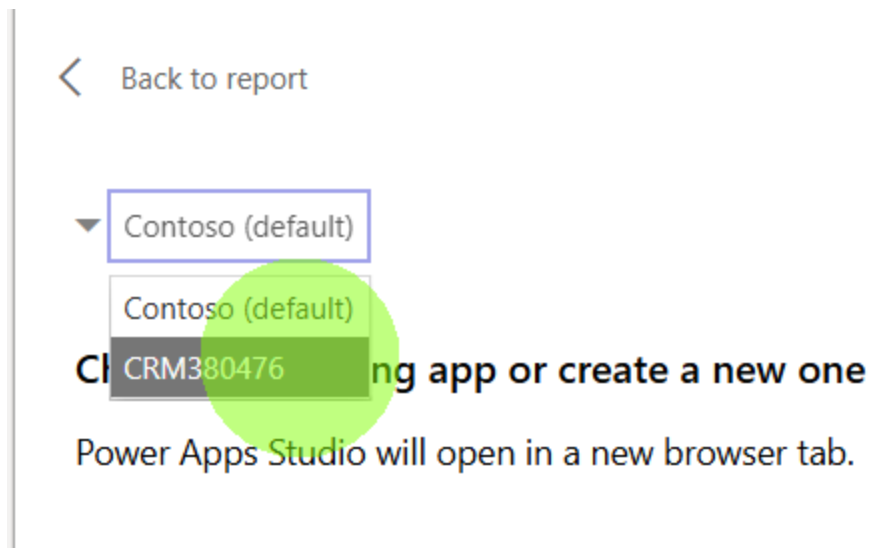 Back to report
Contoso (default)
Contoso (default)
CRM380476
ng app or create a new one
Power Apps Studio will open in a new browser tab.